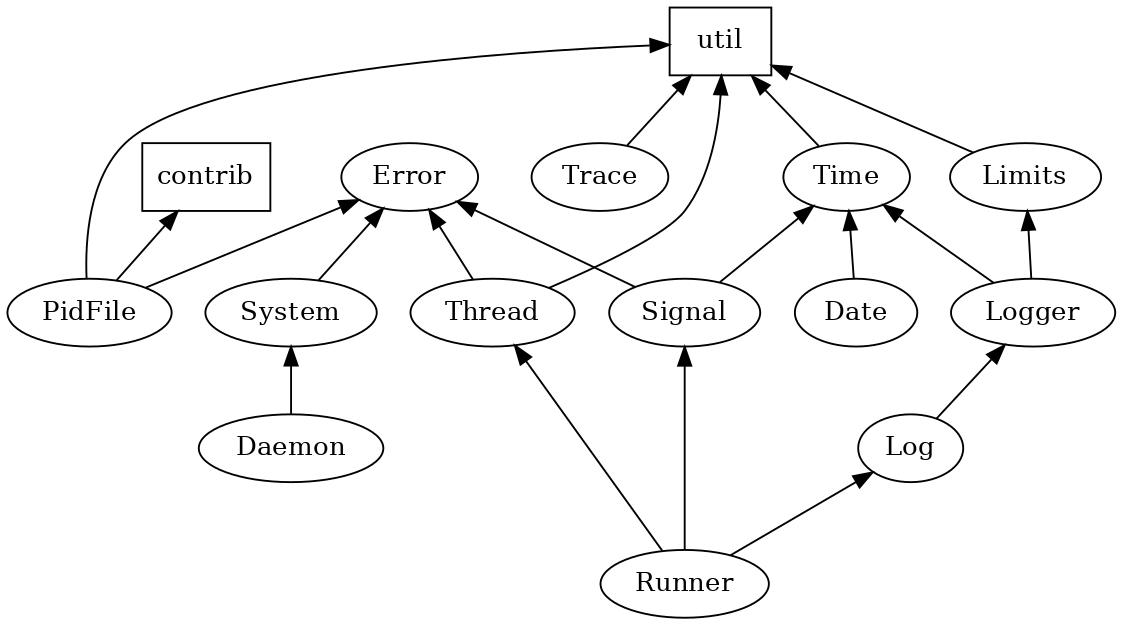 util
contrib
Error
Trace
Time
Limits
PidFile
System
Thread
Signal
Date
Logger
Daemon
Log
Runner